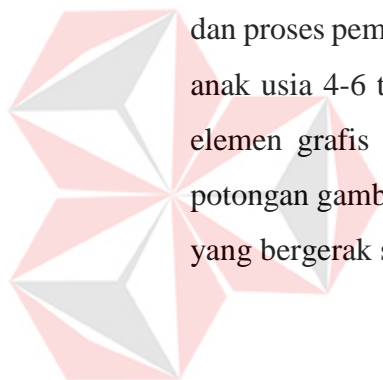 dan proses pem
anak usia 4-6 t
elemen grafis
potongan gamb
yang bergerak s